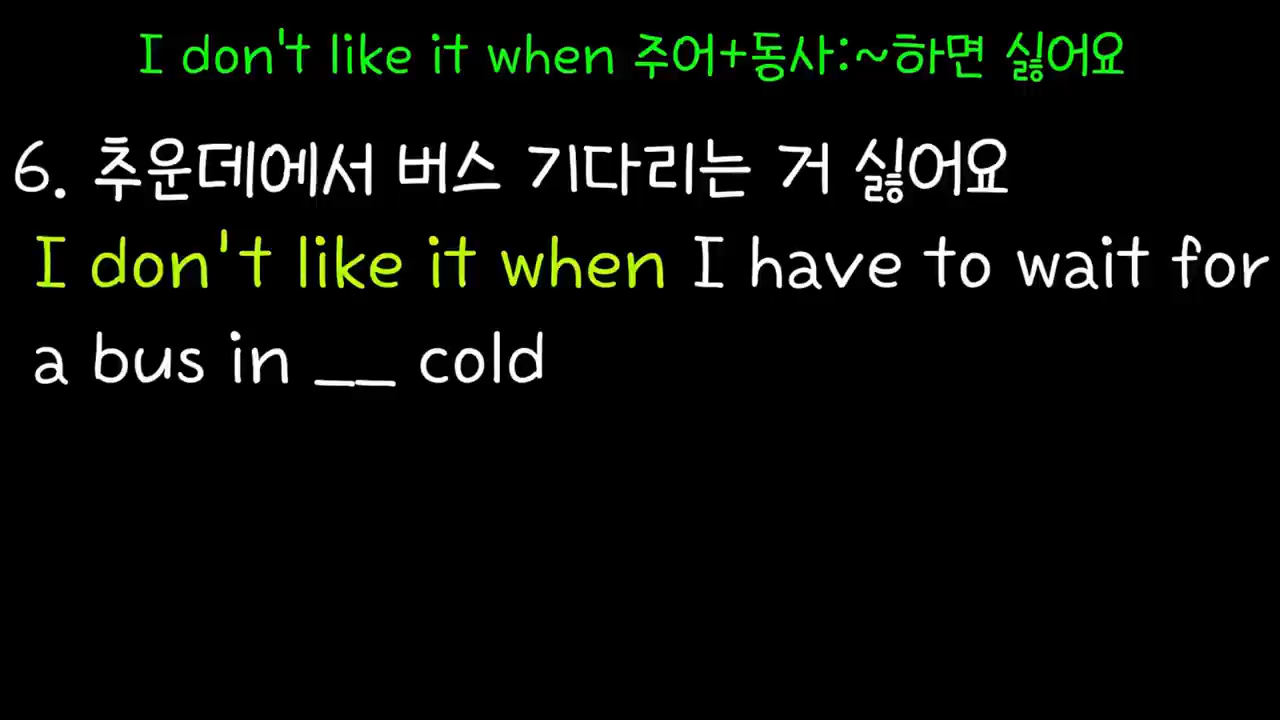 I don't like it when 주어+동사:~하면 싫어요
6. 추운데에서 버스 기다리는 거 싫어요
I don't like it when I have to wait for
a bus in __ cold